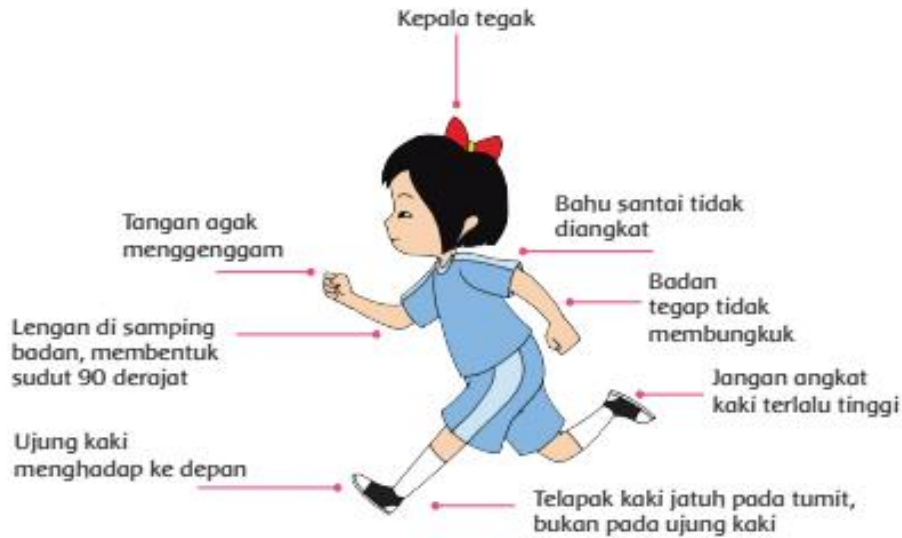 Kepala tegak
Bahu santai tidak
diangkat
Tangan agak
menggenggam
Badan
tegap tidak
membungkuk
Lengan di samping
badan, membentuk
sudut 90 derajat
Jangan angkat
kaki terlalu tinggi
Ujung kaki
menghadap ke depan
Telapak kaki jatuh pada tumit,
bukan pada ujung kaki